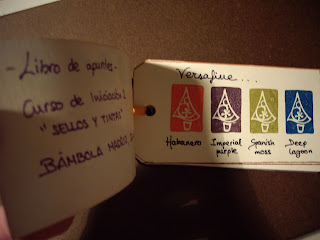 - Libro de apuntes -
Curso de Iniciación
"SELLOS Y TINTAS"
BÁMBOLA
Versafine...
Habanero
Imperial purple
Spanish moss
Deep lagoon